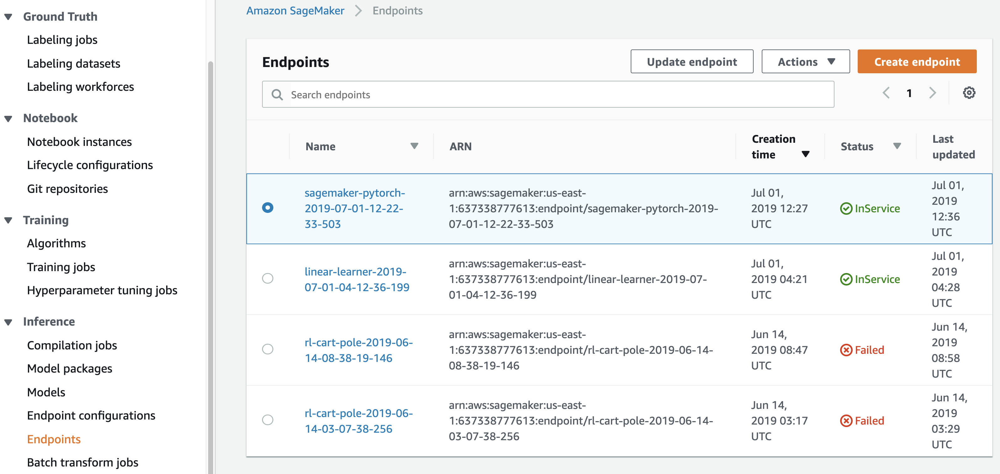 Ground Truth
Labeling jobs
Labeling datasets
Labeling workforces
Notebook
Notebook instances
Lifecycle configurations
Git repositories
Training
Algorithms
Training jobs
Hyperparameter tuning jobs
Inference
Compilation jobs
Model packages
Models
Endpoint configurations
Endpoints
Batch transform jobs
Amazon SageMaker
Endpoints
Endpoints
Update endpoint
Actions
Create endpoint
Search endpoints
1
Name
ARN
Creation
time
Status
Last
updated
sagemaker-pytorch-
2019-07-01-12-22-
33-503
arn:aws:sagemaker:us-east-
1:637338777613:endpoint/sagemaker-pytorch-2019-
07-01-12-22-33-503
Jul 01,
2019 12:27
UTC
InService
Jul 01,
2019
12:36
UTC
linear-learner-2019-
07-01-04-12-36-199
arn:aws:sagemaker:us-east-
1:637338777613:endpoint/linear-learner-2019-07-
01-04-12-36-199
Jul 01,
2019 04:21
UTC
InService
Jul 01,
2019
04:28
UTC
rl-cart-pole-2019-06-
14-08-38-19-146
arn:aws:sagemaker:us-east-
1:637338777613:endpoint/rl-cart-pole-2019-06-14-
08-38-19-146
Jun 14,
2019 08:47
UTC
Failed
Jun 14,
2019
08:58
UTC
rl-cart-pole-2019-06-
14-03-07-38-256
arn:aws:sagemaker:us-east-
1:637338777613:endpoint/rl-cart-pole-2019-06-14-
03-07-38-256
Jun 14,
2019 03:17
UTC
Failed
Jun 14,
2019
03:29
UTC